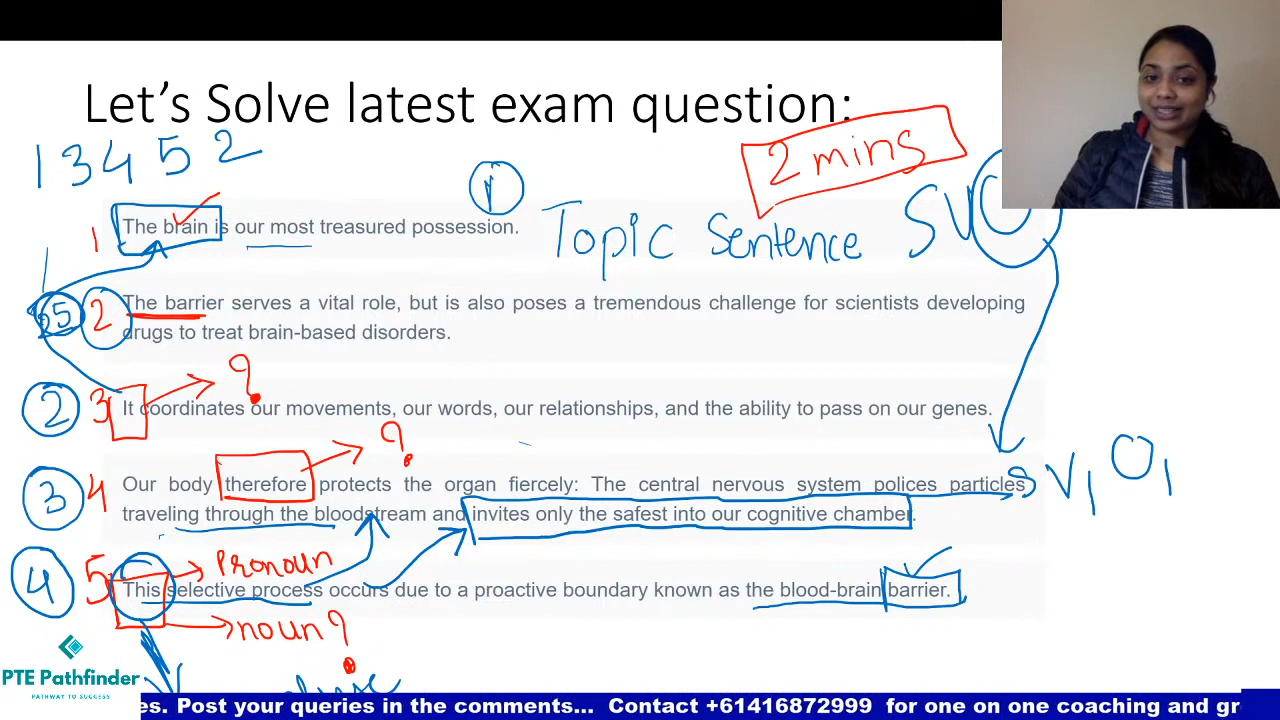 Let's Solve latest exam question:
1 3 4 5 2
2 mins
1
Topic Sentence SVO
1 The brain is our most treasured possession.
5 2 The barrier serves a vital role, but is also poses a tremendous challenge for scientists developing
drugs to treat brain-based disorders.
?
2 3 It coordinates our movements, our words, our relationships, and the ability to pass on our genes.
?
3 4 Our body therefore protects the organ fiercely: The central nervous system polices particles
traveling through the bloodstream and invites only the safest into our cognitive chamber.
S V1 O1
Pronoun
4 5 This selective process occurs due to a proactive boundary known as the blood-brain barrier.
noun?
PTE Pathfinder
PATHWAY TO SUCCESS
es. Post your queries in the comments... Contact +61416872999 for one on one coaching and gr